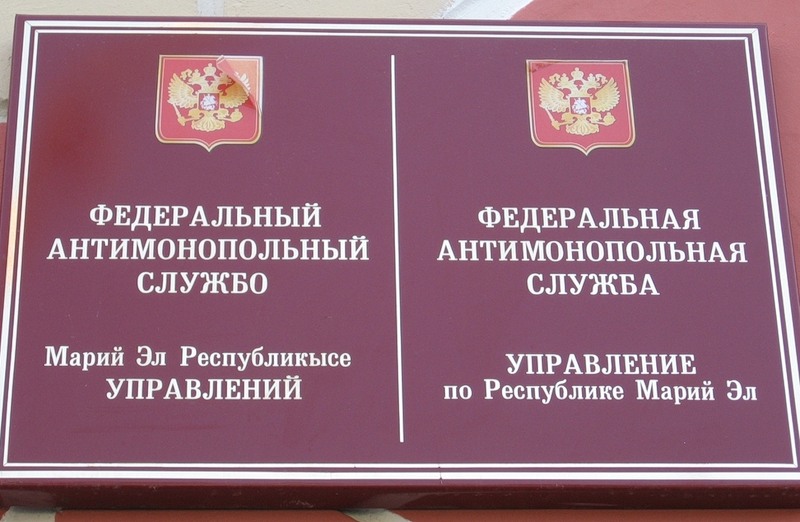 ФЕДЕРАЛЬНЫЙ
АНТИМОНОПОЛЬНЫЙ
СЛУЖБО
Марий Эл Республикысе
УПРАВЛЕНИЙ
ФЕДЕРАЛЬНАЯ
АНТИМОНОПОЛЬНАЯ
СЛУЖБА
УПРАВЛЕНИЕ
по Республике Марий Эл